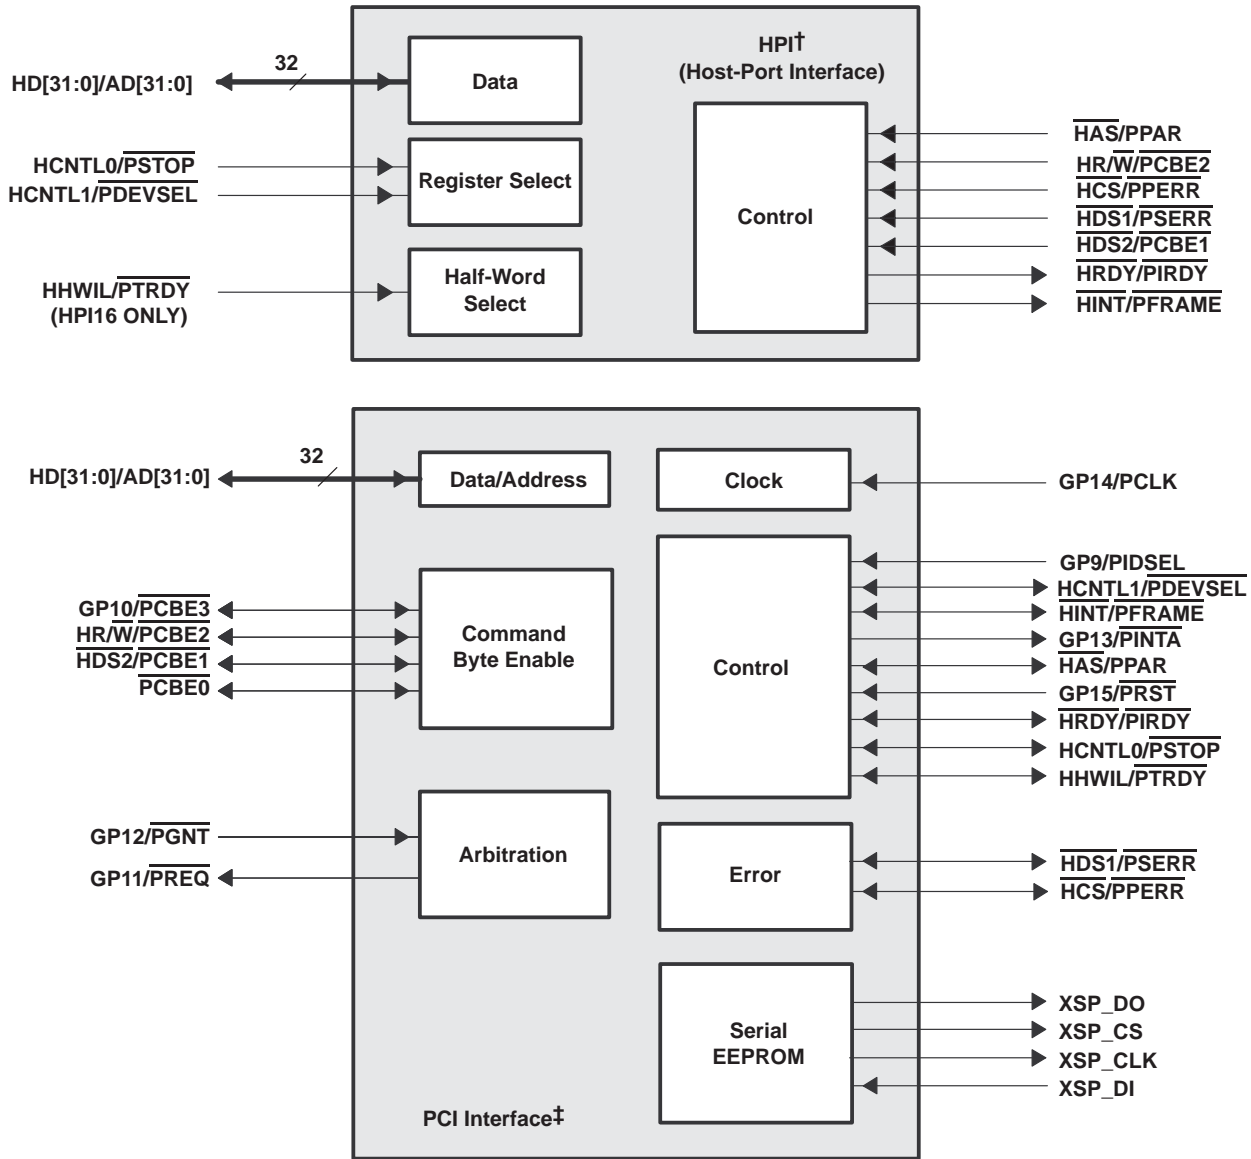 HPI†
(Host-Port Interface)
32
HD[31:0]/AD[31:0]
Data
HCNTL0/PSTOP
HCNTL1/PDEVSEL
Register Select
HHWIL/PTRDY
(HPI16 ONLY)
Half-Word
Select
Control
HAS/PPAR
HR/W/PCBE2
HCS/PPERR
HDS1/PSERR
HDS2/PCBE1
HRDY/PIRDY
HINT/PFRAME
32
HD[31:0]/AD[31:0]
Data/Address
Clock
GP14/PCLK
GP10/PCBE3
HR/W/PCBE2
HDS2/PCBE1
PCBE0
Command
Byte Enable
Control
GP9/PIDSEL
HCNTL1/PDEVSEL
HINT/PFRAME
GP13/PINTA
HAS/PPAR
GP15/PRST
HRDY/PIRDY
HCNTL0/PSTOP
HHWIL/PTRDY
GP12/PGNT
GP11/PREQ
Arbitration
Error
HDS1/PSERR
HCS/PPERR
Serial
EEPROM
XSP_DO
XSP_CS
XSP_CLK
XSP_DI
PCI Interface‡